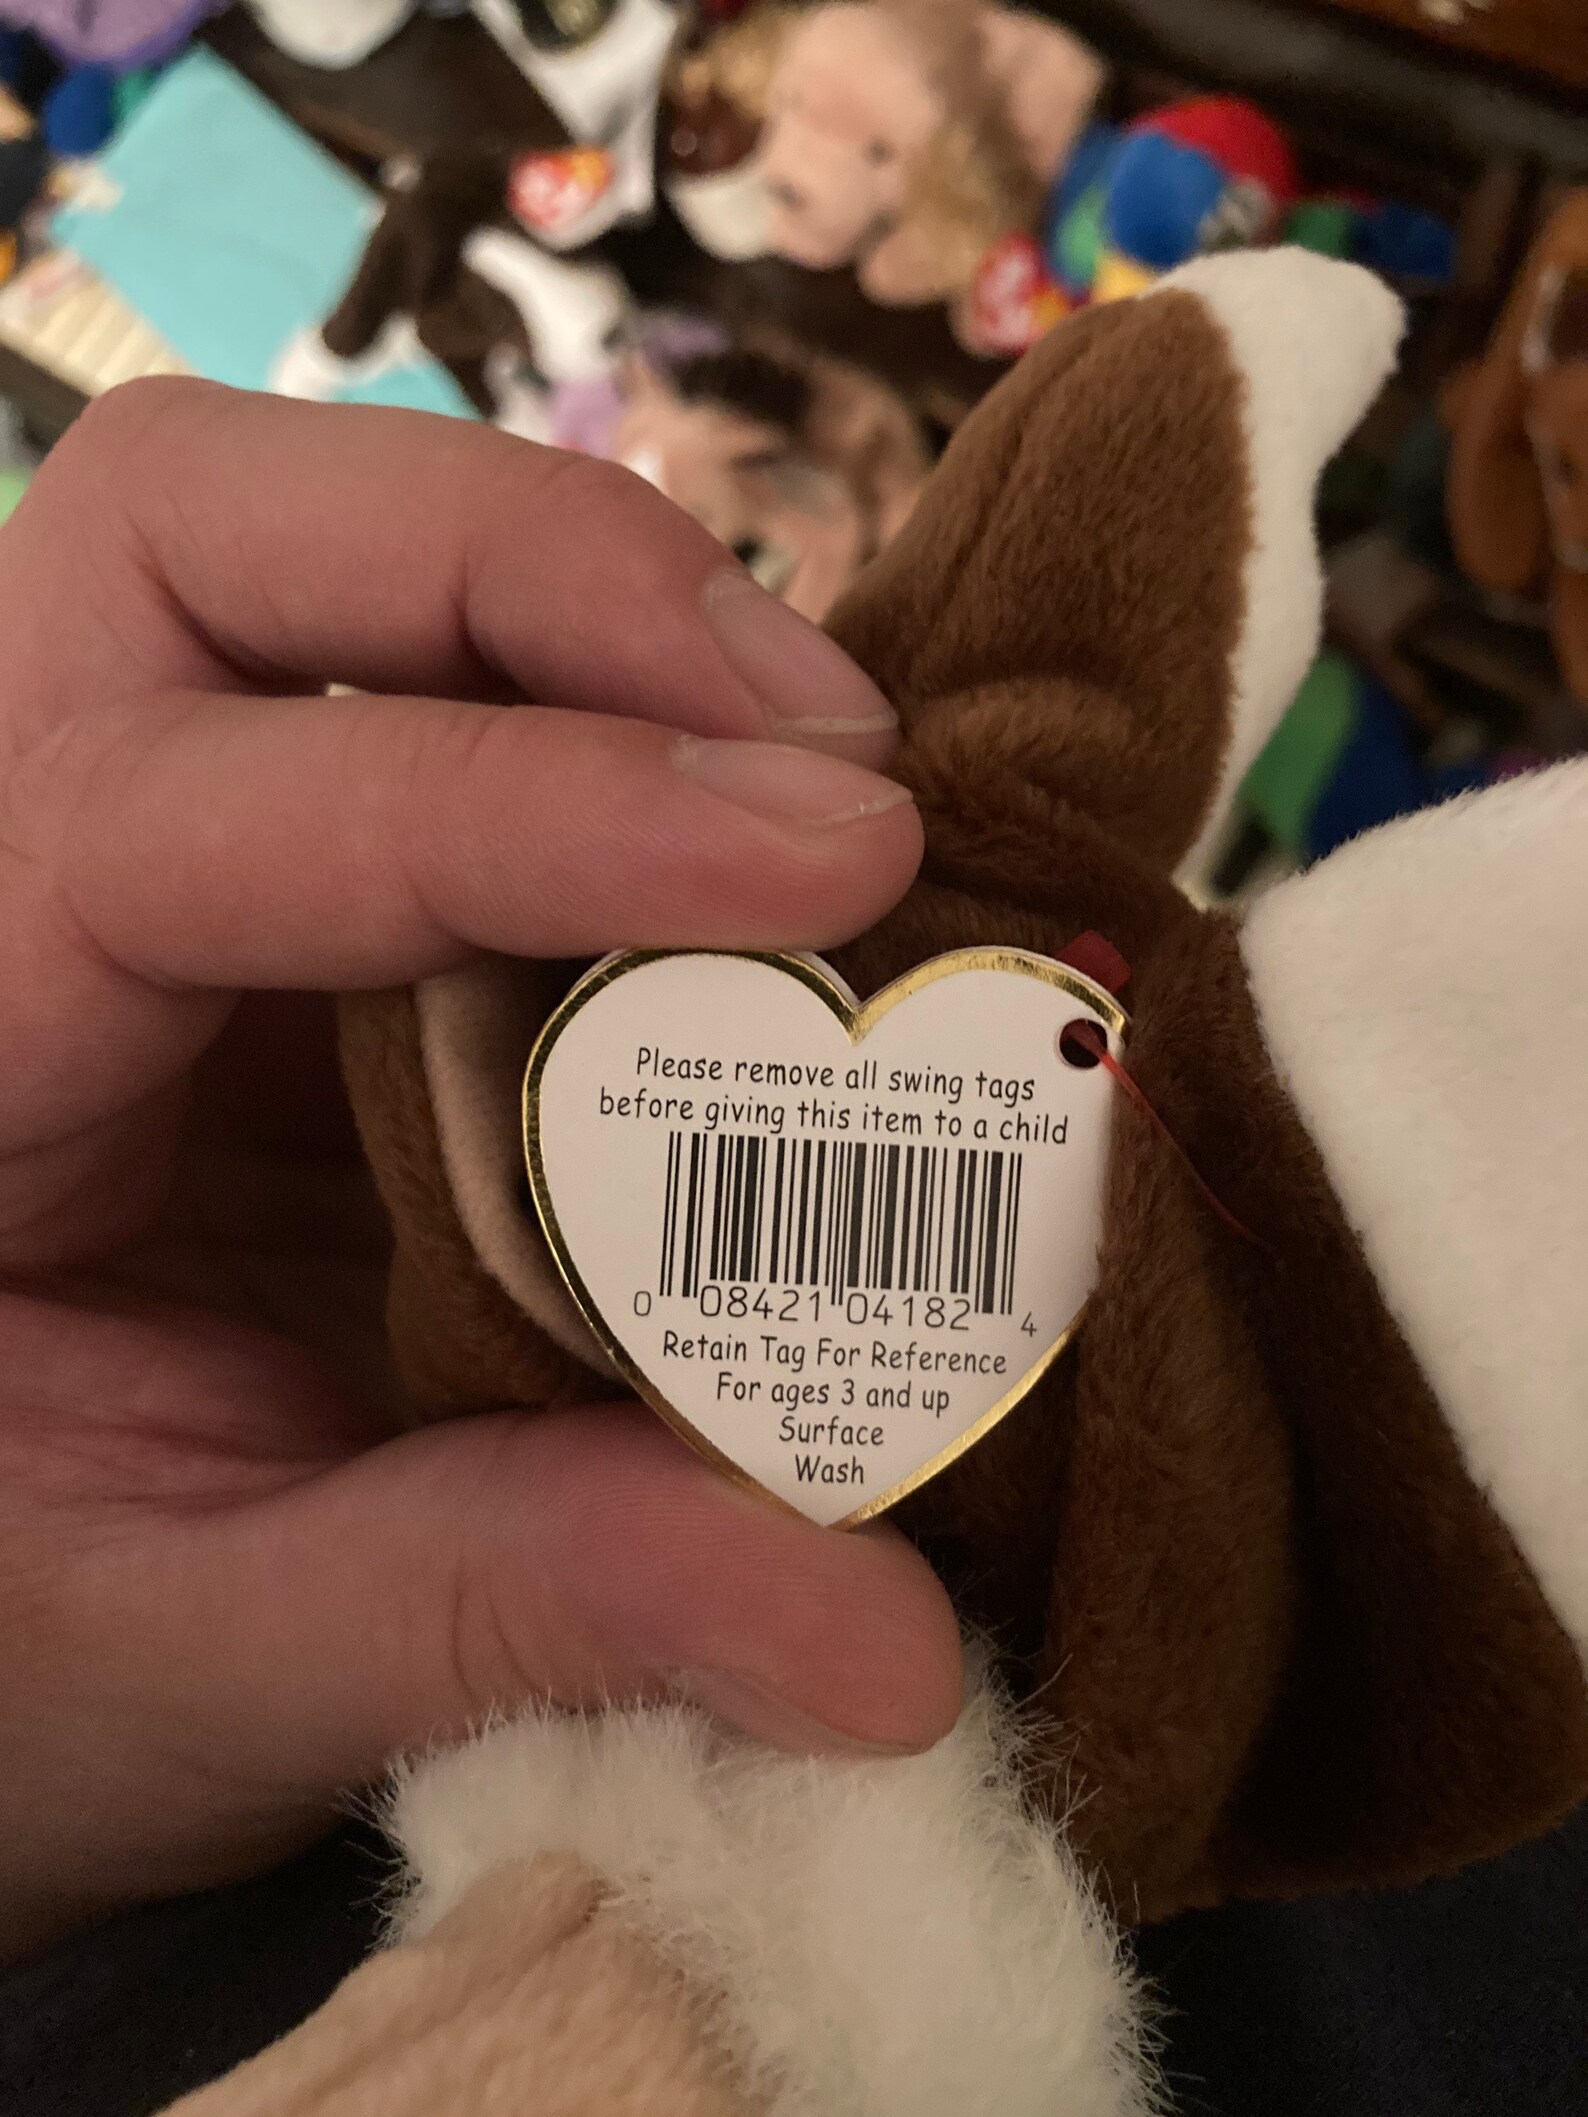 Please remove all swing tags
before giving this item to a child
0 08421 04182 4
Retain Tag For Reference
For ages 3 and up
Surface
Wash